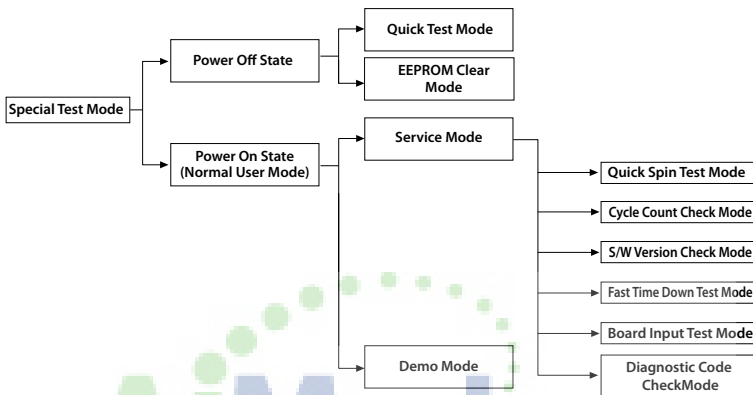 Quick Test Mode
Power Off State
EEPROM Clear
Mode
Special Test Mode
Service Mode
Power On State
(Normal User Mode)
Quick Spin Test Mode
Cycle Count Check Mode
S/W Version Check Mode
Fast Time Down Test Mode
Board Input Test Mode
Demo Mode
Diagnostic Code
CheckMode